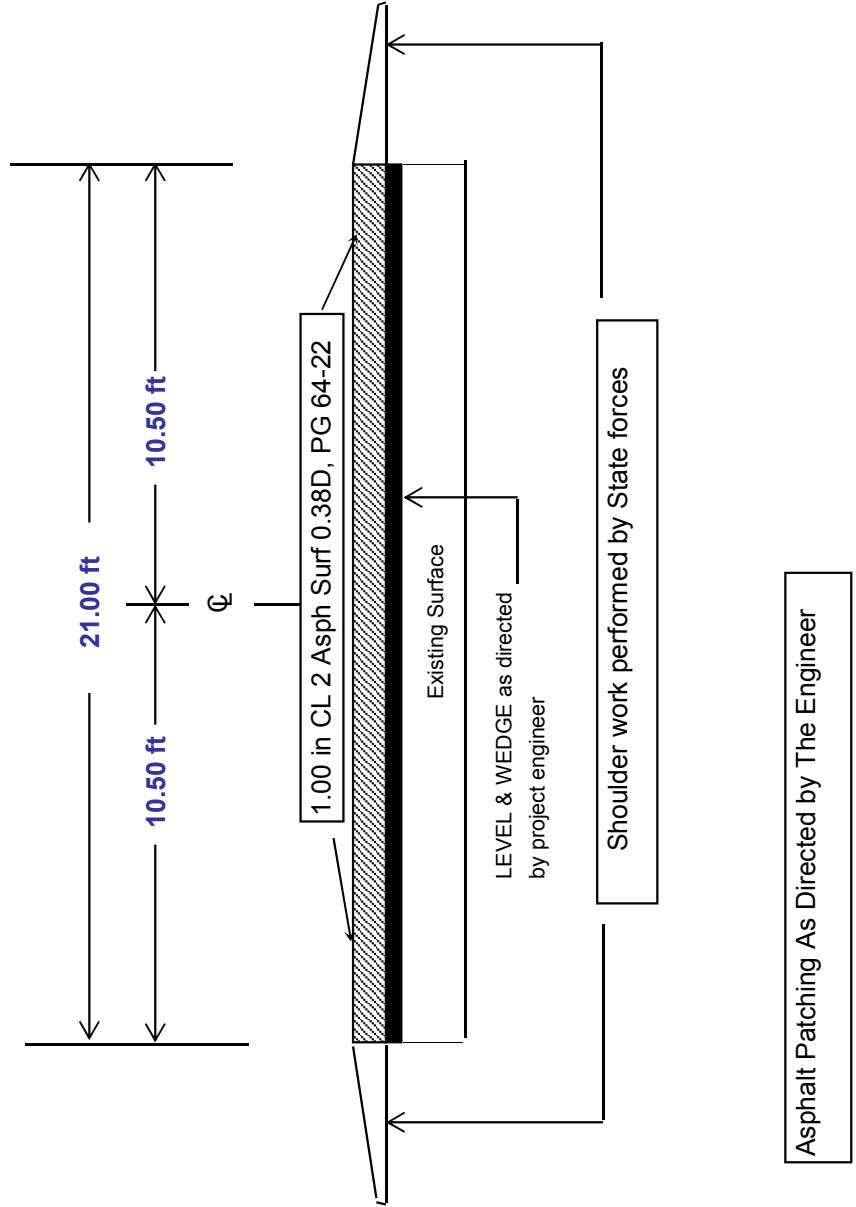 21.00 ft
10.50 ft
10.50 ft
℄
1.00 in CL 2 Asph Surf 0.38D, PG 64-22
Existing Surface
LEVEL & WEDGE as directed
by project engineer
Shoulder work performed by State forces
Asphalt Patching As Directed by The Engineer